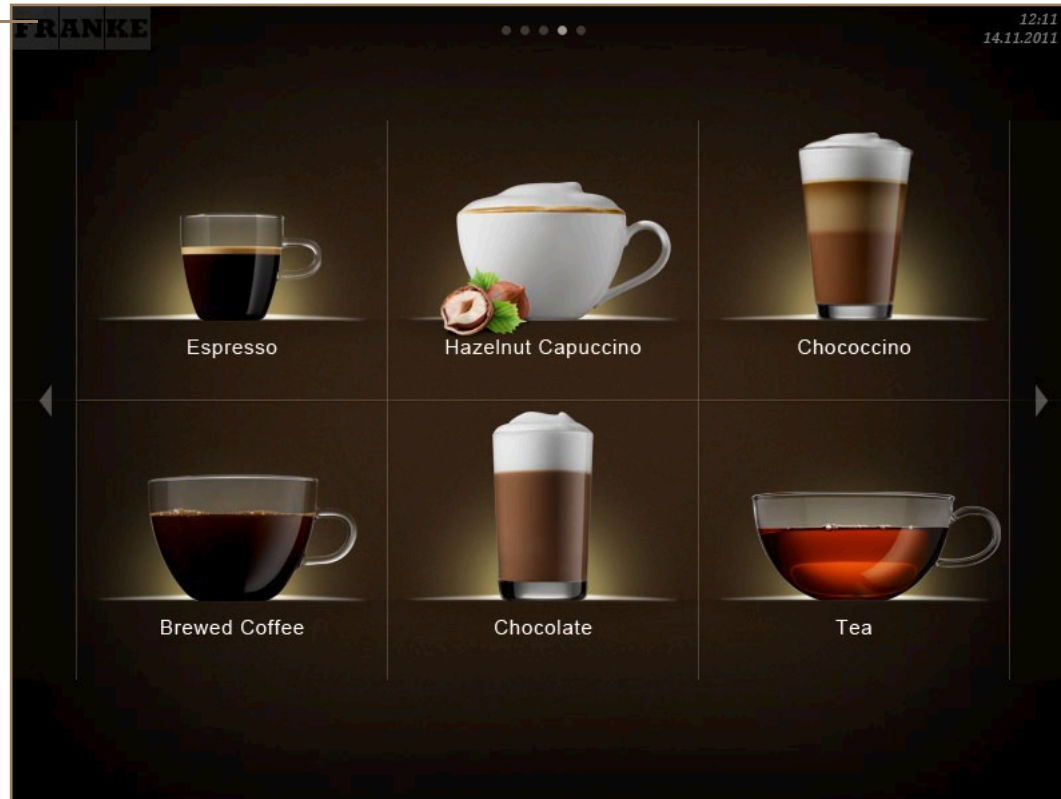 FRANKE
12:11
14.11.2011
Espresso
Hazelnut Capuccino
Chococcino
Brewed Coffee
Chocolate
Tea